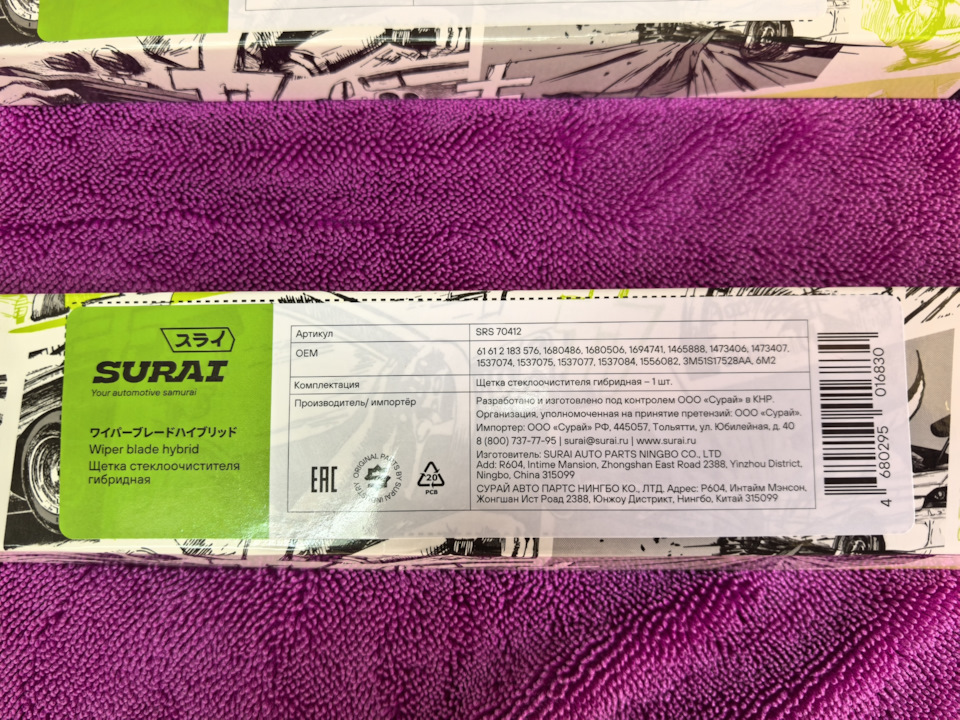 スライ
SURAI
Your automotive samurai
ワイパーブレードハイブリッド
Wiper blade hybrid
Щетка стеклоочистителя
гибридная
Артикул SRS 70412
OEM 61 61 2 183 576, 1680486, 1680506, 1694741, 1465888, 1473406, 1473407,
1537074, 1537075, 1537077, 1537083, 1537084, 1556082, 3M51S17528AA, 6M2
Комплектация Щетка стеклоочистителя гибридная – 1 шт.
Производитель/ импортёр Разработано и изготовлено под контролем ООО «Сурай» в КНР.
Организация, уполномоченная на принятие претензий: ООО «Сурай».
Импортер: ООО «Сурай» РФ, 445057, Тольятти, ул. Юбилейная, д. 40
8 (800) 737-77-95 | surai@surai.ru | www.surai.ru
Изготовитель: SURAI AUTO PARTS NINGBO CO., LTD
Add: R604, Intime Mansion, Zhongshan East Road 2388, Yinzhou District,
Ningbo, China 315099
СУРАЙ АВТО ПАРТС НИНГБО КО., ЛТД. Адрес: Р604, Интайм Мэнсон,
Жонгшан Ист Роад 2388, Юнжоу Дистрикт, Нингбо, Китай 315099
EAC
ORIGINAL PARTS BY SURAI INDUSTRY
20
PCB
4 680295 016830